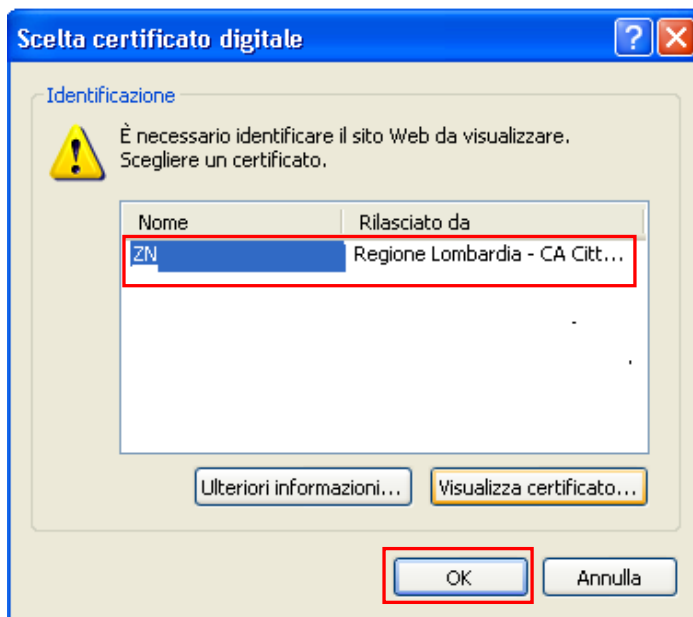 Scelta certificato digitale
Identificazione
È necessario identificare il sito Web da visualizzare.
Scegliere un certificato.
Nome Rilasciato da
ZN Regione Lombardia - CA Citt...
Ulteriori informazioni... Visualizza certificato...
OK Annulla